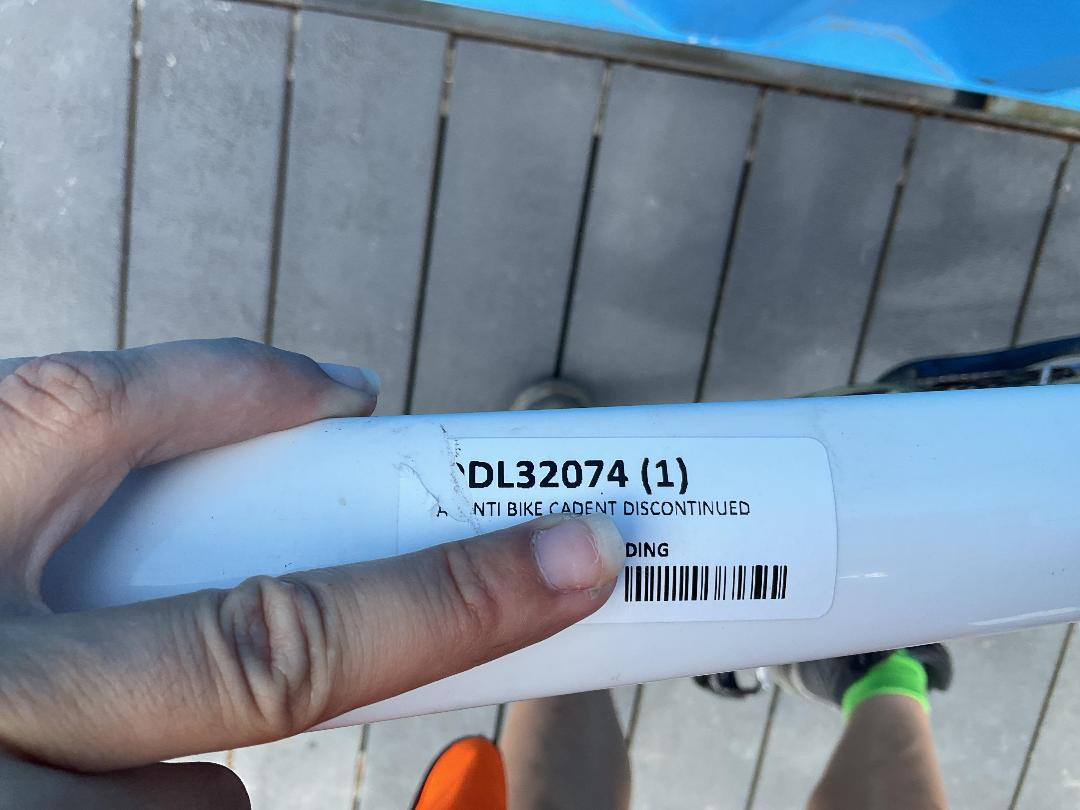 DL32074 (1)
BIKE CADENT DISCONTINUED
DING